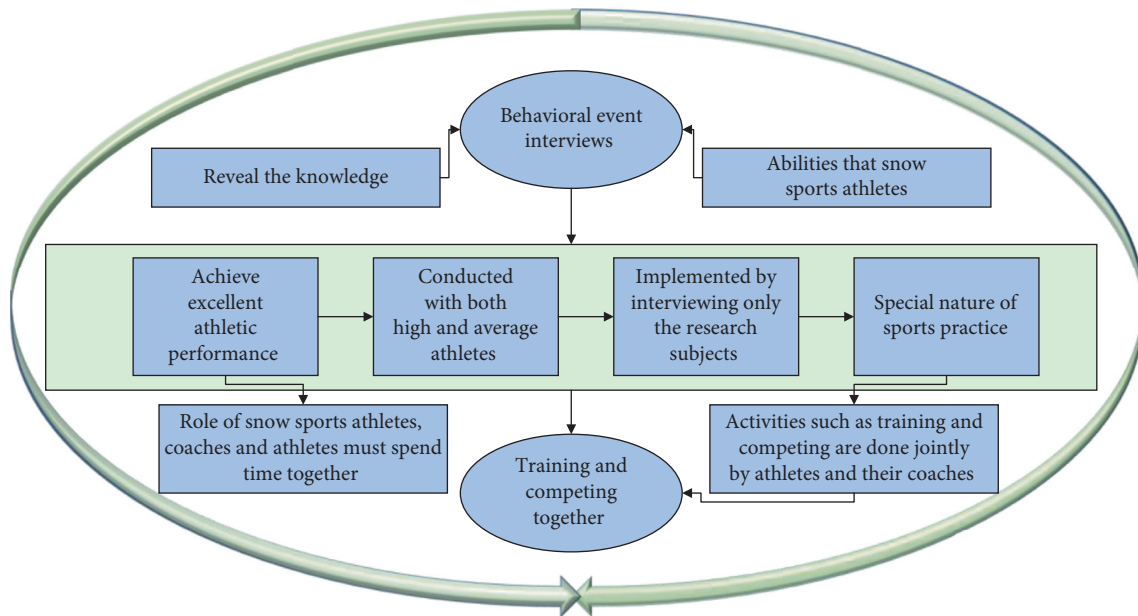 Behavioral event
interviews
Reveal the knowledge
Abilities that snow
sports athletes
Achieve
excellent
athletic
performance
Conducted
with both
high and average
athletes
Implemented by
interviewing only
the research
subjects
Special nature of
sports practice
Role of snow sports athletes,
coaches and athletes must spend
time together
Activities such as training and
competing are done jointly
by athletes and their coaches
Training and
competing
together